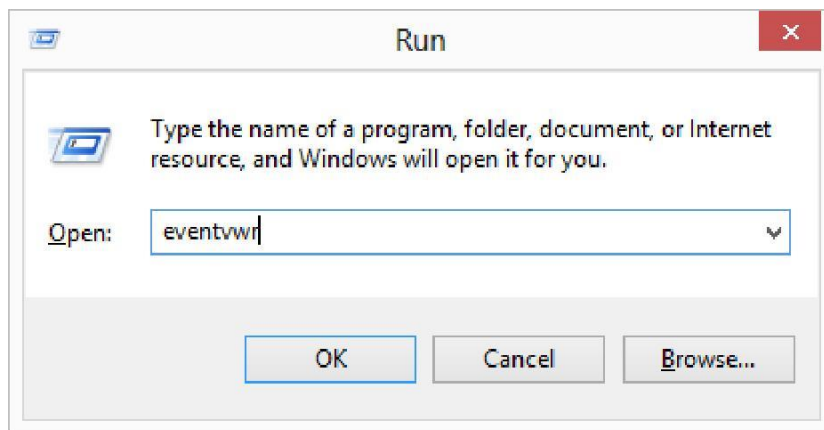 Run
Type the name of a program, folder, document, or Internet
resource, and Windows will open it for you.
Open: eventvwr
OK Cancel Browse...